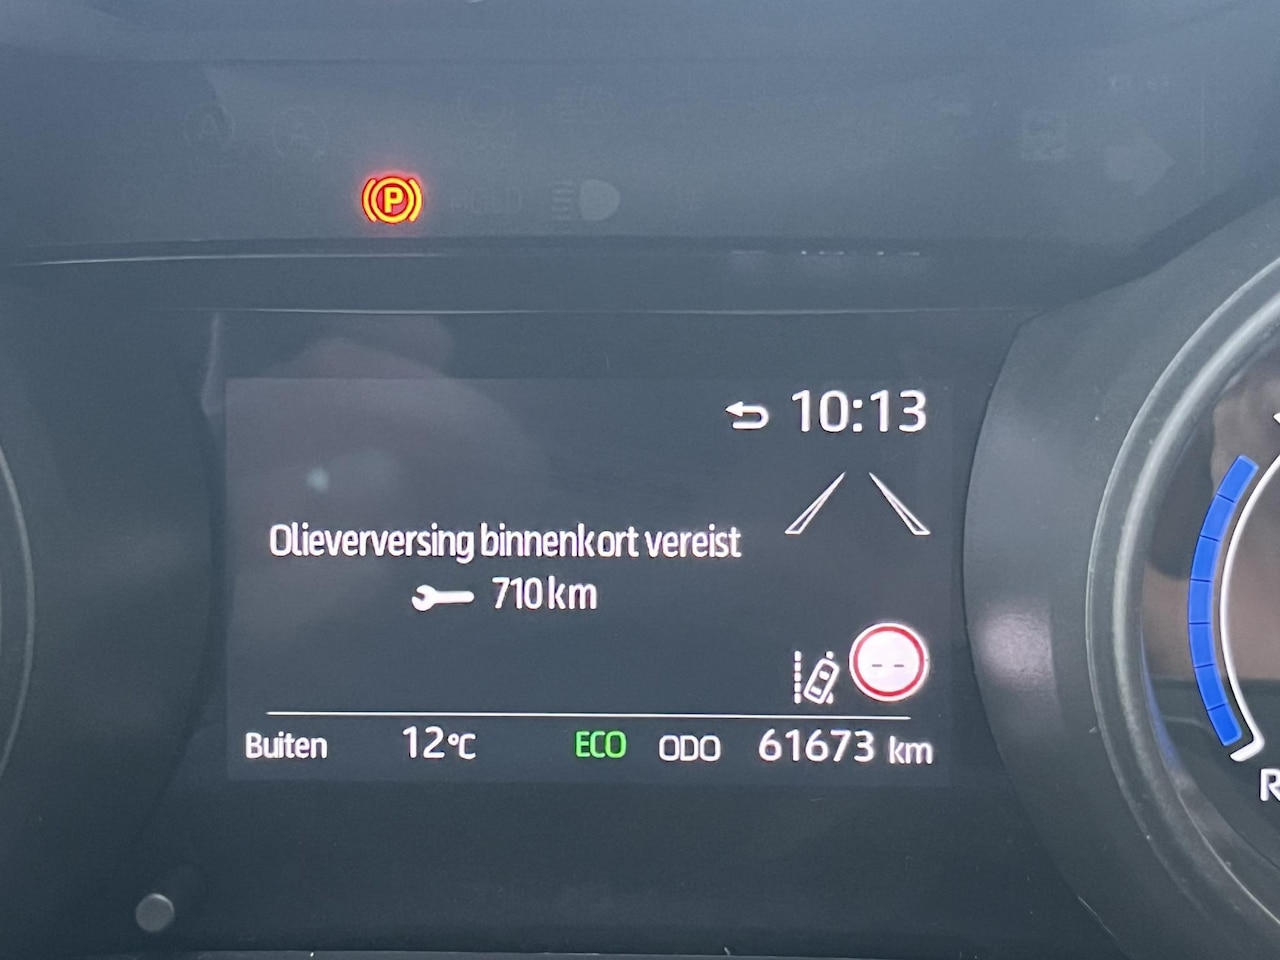 P
10:13
Olieverversing binnenkort vereist
710 km
--
Buiten 12°C ECO ODO 61673 km